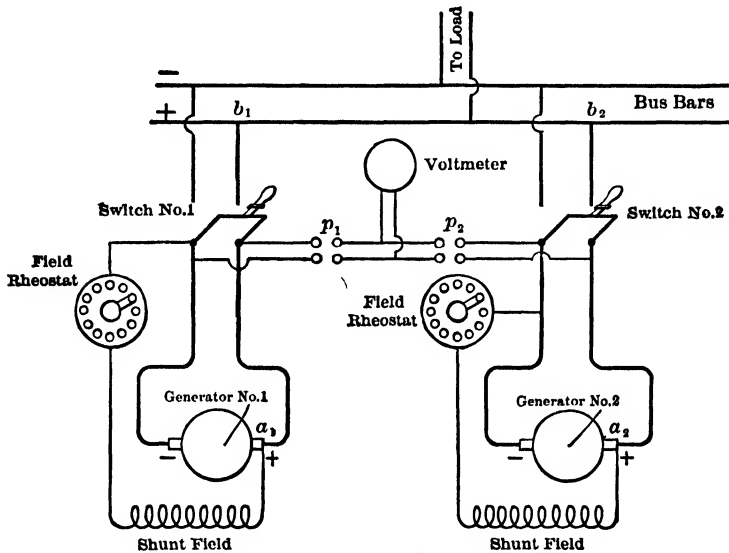 To Load
−
+
b₁
b₂
Bus Bars
Voltmeter
Switch No.1
p₁
p₂
Switch No.2
Field
Rheostat
Field
Rheostat
Generator No.1
a₁
−
+
Generator No.2
a₂
−
+
Shunt Field
Shunt Field